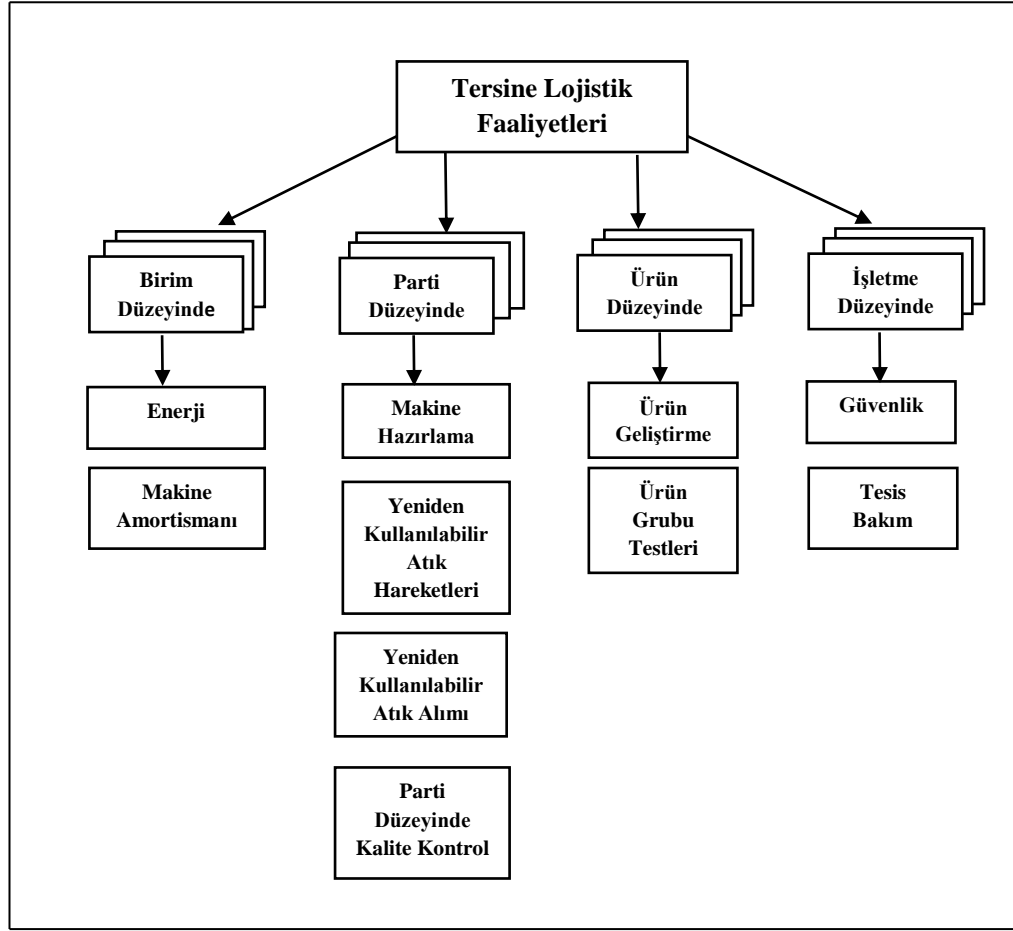 Tersine Lojistik
Faaliyetleri
Birim
Düzeyinde
Parti
Düzeyinde
Ürün
Düzeyinde
İşletme
Düzeyinde
Enerji
Makine
Amortismanı
Makine
Hazırlama
Yeniden
Kullanılabilir
Atık
Hareketleri
Yeniden
Kullanılabilir
Atık Alımı
Parti
Düzeyinde
Kalite Kontrol
Ürün
Geliştirme
Ürün
Grubu
Testleri
Güvenlik
Tesis
Bakım